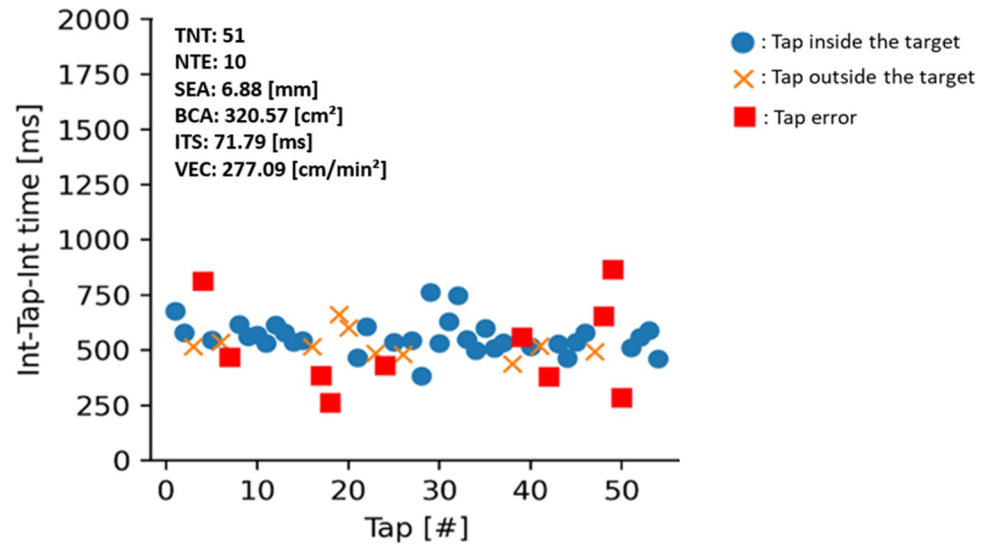 2000
1750
1500
1250
1000
750
500
250
0
Int-Tap-Int time [ms]
TNT: 51
NTE: 10
SEA: 6.88 [mm]
BCA: 320.57 [cm²]
ITS: 71.79 [ms]
VEC: 277.09 [cm/min²]
0 10 20 30 40 50
Tap [#]
: Tap inside the target
: Tap outside the target
: Tap error